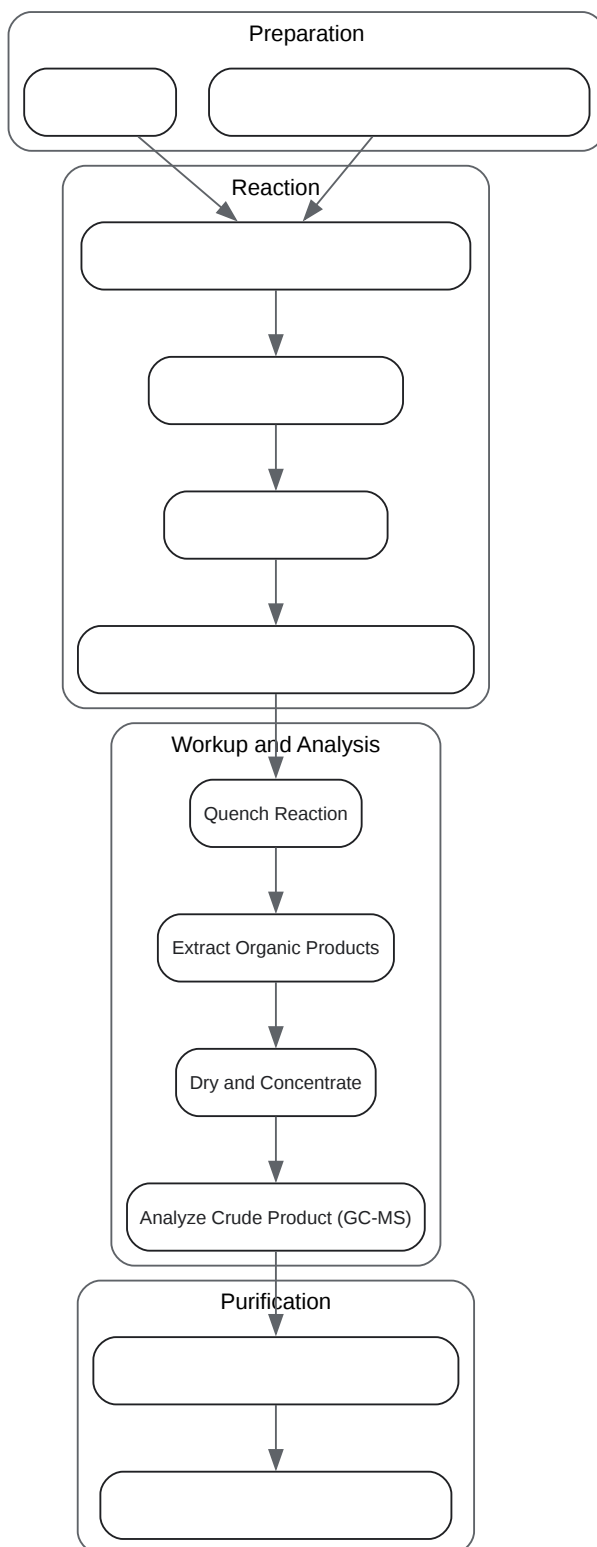 Preparation
Reaction
Workup and Analysis
Quench Reaction
Extract Organic Products
Dry and Concentrate
Analyze Crude Product (GC-MS)
Purification